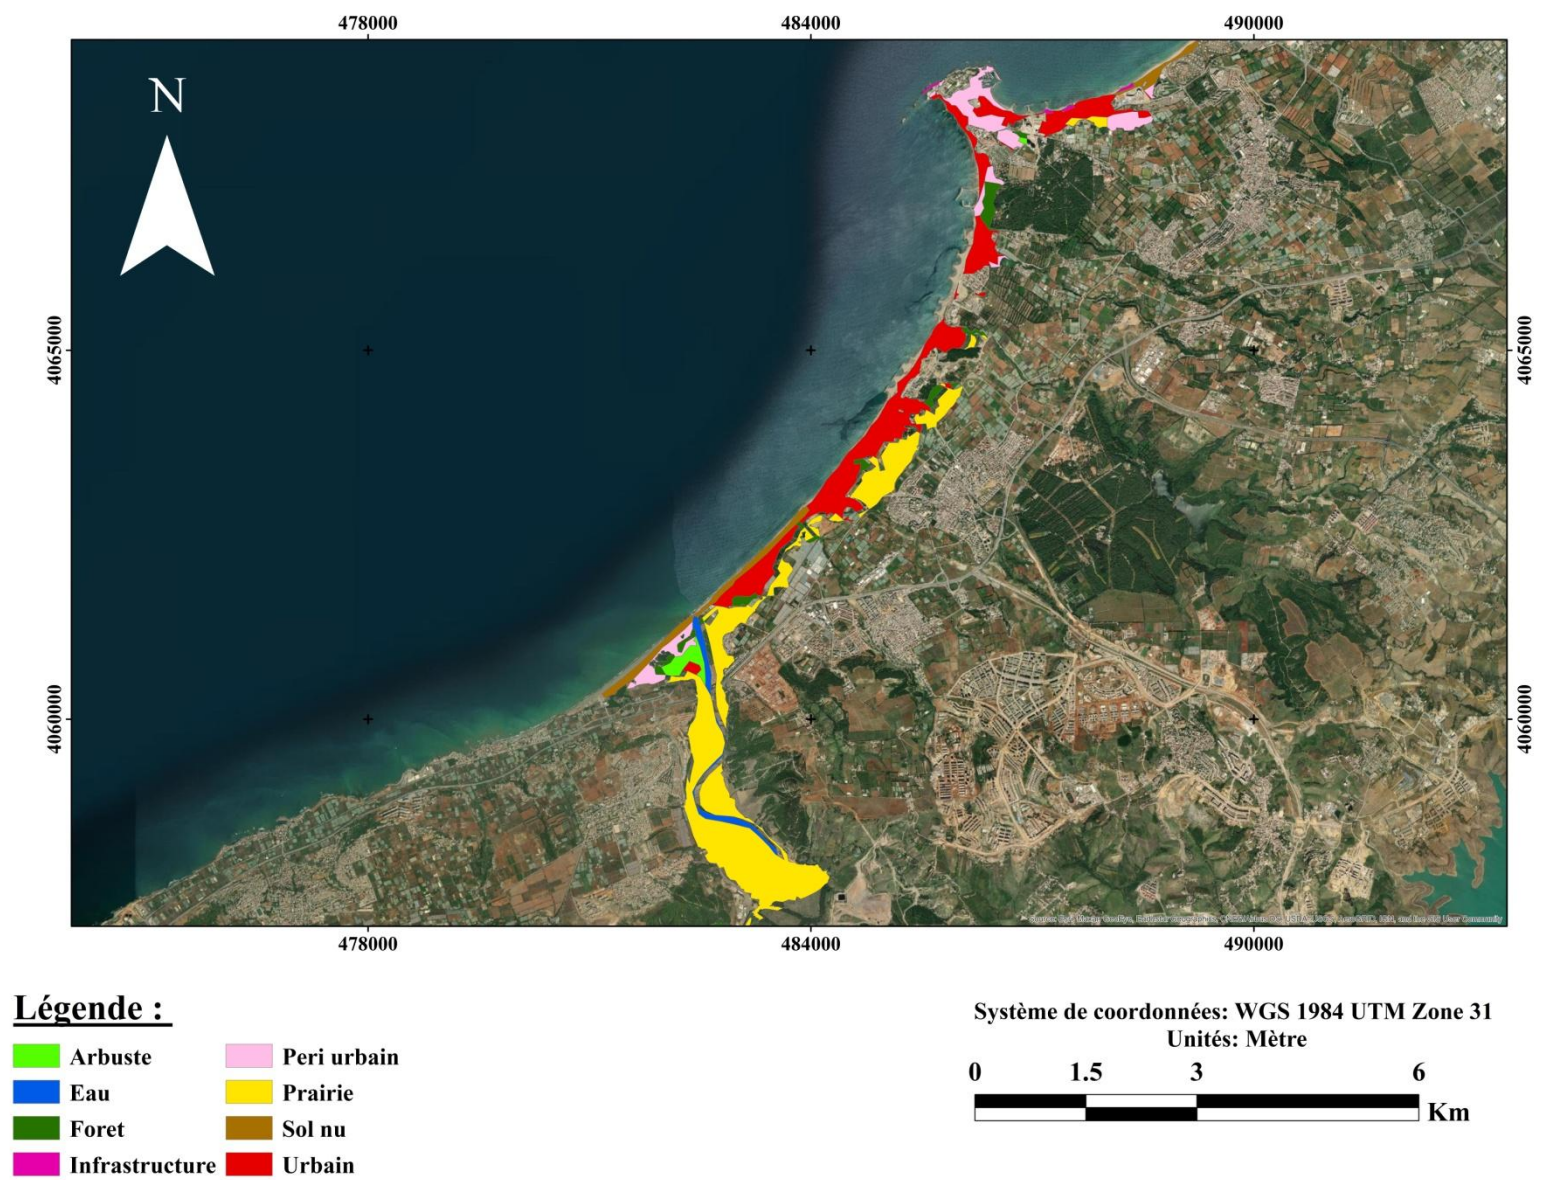 478000 484000 490000
N
4065000 4065000
4060000 4060000
478000 484000 490000
Légende :
Arbuste
Eau
Foret
Infrastructure
Peri urbain
Prairie
Sol nu
Urbain
Système de coordonnées: WGS 1984 UTM Zone 31
Unités: Mètre
0 1.5 3 6
Km